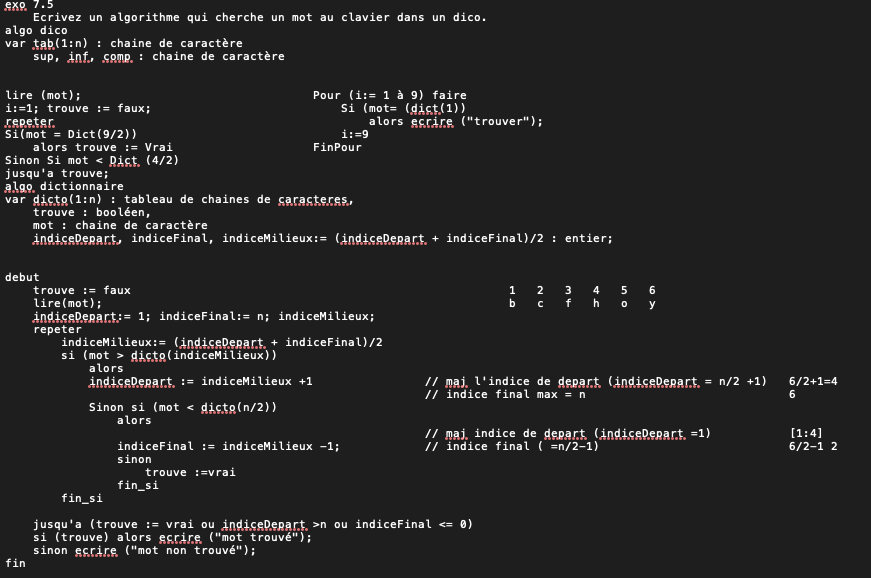 exo 7.5
    Ecrivez un algorithme qui cherche un mot au clavier dans un dico.
algo dico
var tab(1:n) : chaine de caractère
    sup, inf, comp : chaine de caractère
lire (mot);                                 Pour (i:= 1 à 9) faire
i:=1; trouve := faux;                           Si (mot= (dict(1))
repeter                                             alors ecrire ("trouver");
Si(mot = Dict(9/2))                             i:=9
    alors trouve := Vrai                    FinPour
Sinon Si mot < Dict (4/2)
jusqu'a trouve;
algo dictionnaire
var dicto(1:n) : tableau de chaines de caracteres,
    trouve : booléen,
    mot : chaine de caractère
    indiceDepart, indiceFinal, indiceMilieux:= (indiceDepart + indiceFinal)/2 : entier;
debut
    trouve := faux                                                      1   2   3   4   5   6
    lire(mot);                                                          b   c   f   h   o   y
    indiceDepart:= 1; indiceFinal:= n; indiceMilieux;
    repeter
        indiceMilieux:= (indiceDepart + indiceFinal)/2
        si (mot > dicto(indiceMilieux))
            alors
            indiceDepart := indiceMilieux +1                // maj l'indice de depart (indiceDepart = n/2 +1)   6/2+1=4
                                                            // indice final max = n                             6
            Sinon si (mot < dicto(n/2))
                alors
                                                            // maj indice de depart (indiceDepart =1)           [1:4]
                indiceFinal := indiceMilieux -1;            // indice final ( =n/2-1)                           6/2-1 2
                sinon
                    trouve :=vrai
                fin_si
        fin_si
    jusqu'a (trouve := vrai ou indiceDepart >n ou indiceFinal <= 0)
    si (trouve) alors ecrire ("mot trouvé");
    sinon ecrire ("mot non trouvé");
fin